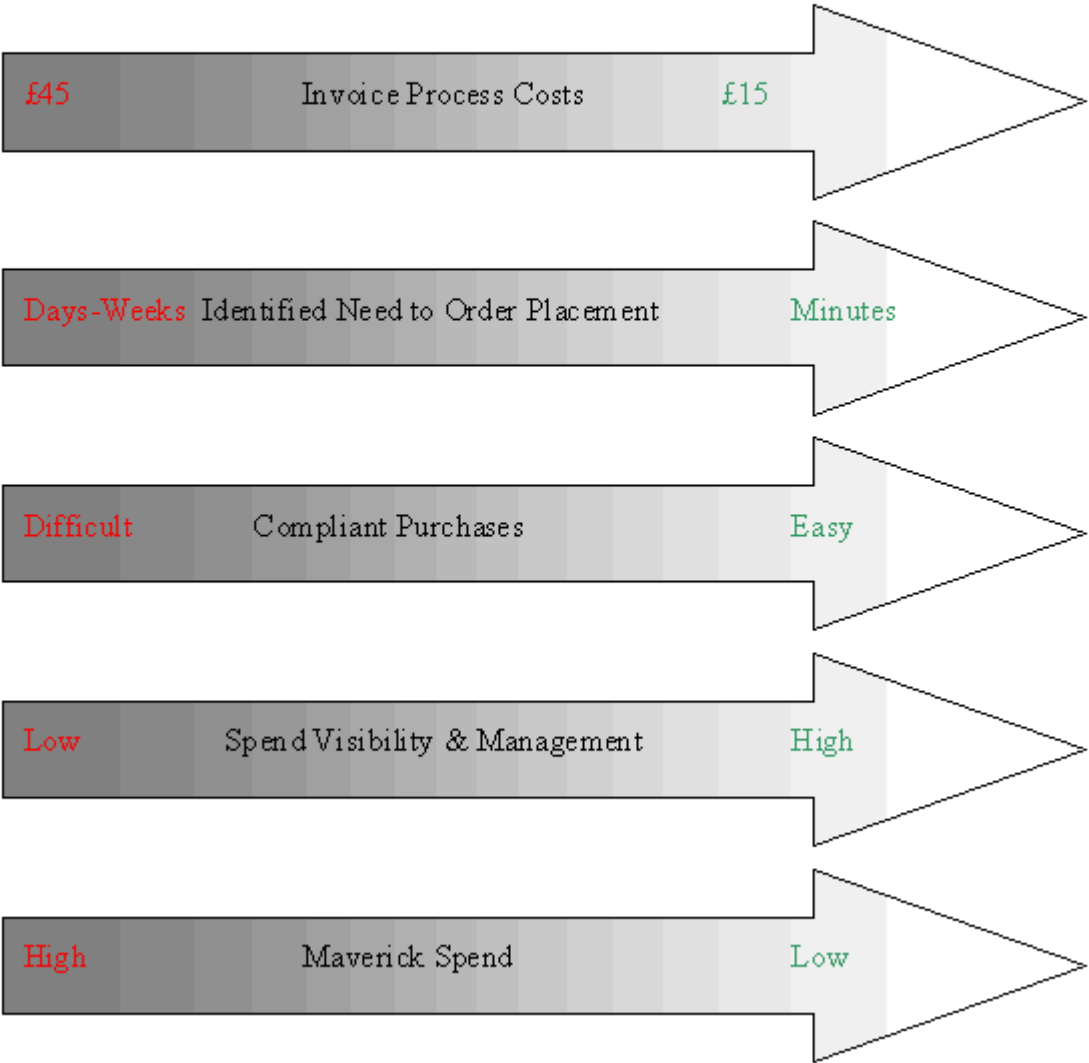 £45 Invoice Process Costs £15
Days-Weeks Identified Need to Order Placement Minutes
Difficult Compliant Purchases Easy
Low Spend Visibility & Management High
High Maverick Spend Low